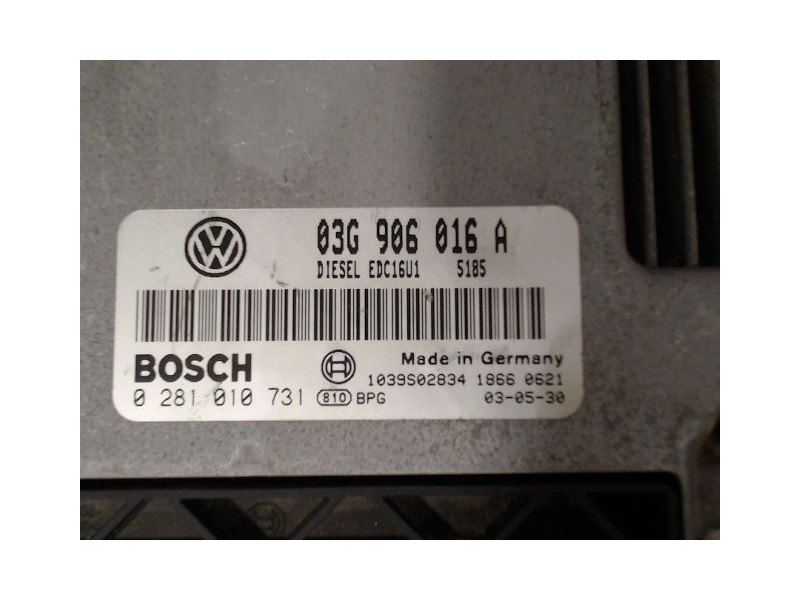 03G 906 016 A
DIESEL EDC16U1 5185
BOSCH
Made in Germany
1039S02834 1866 0621
0 281 010 731 810 BPG 03-05-30